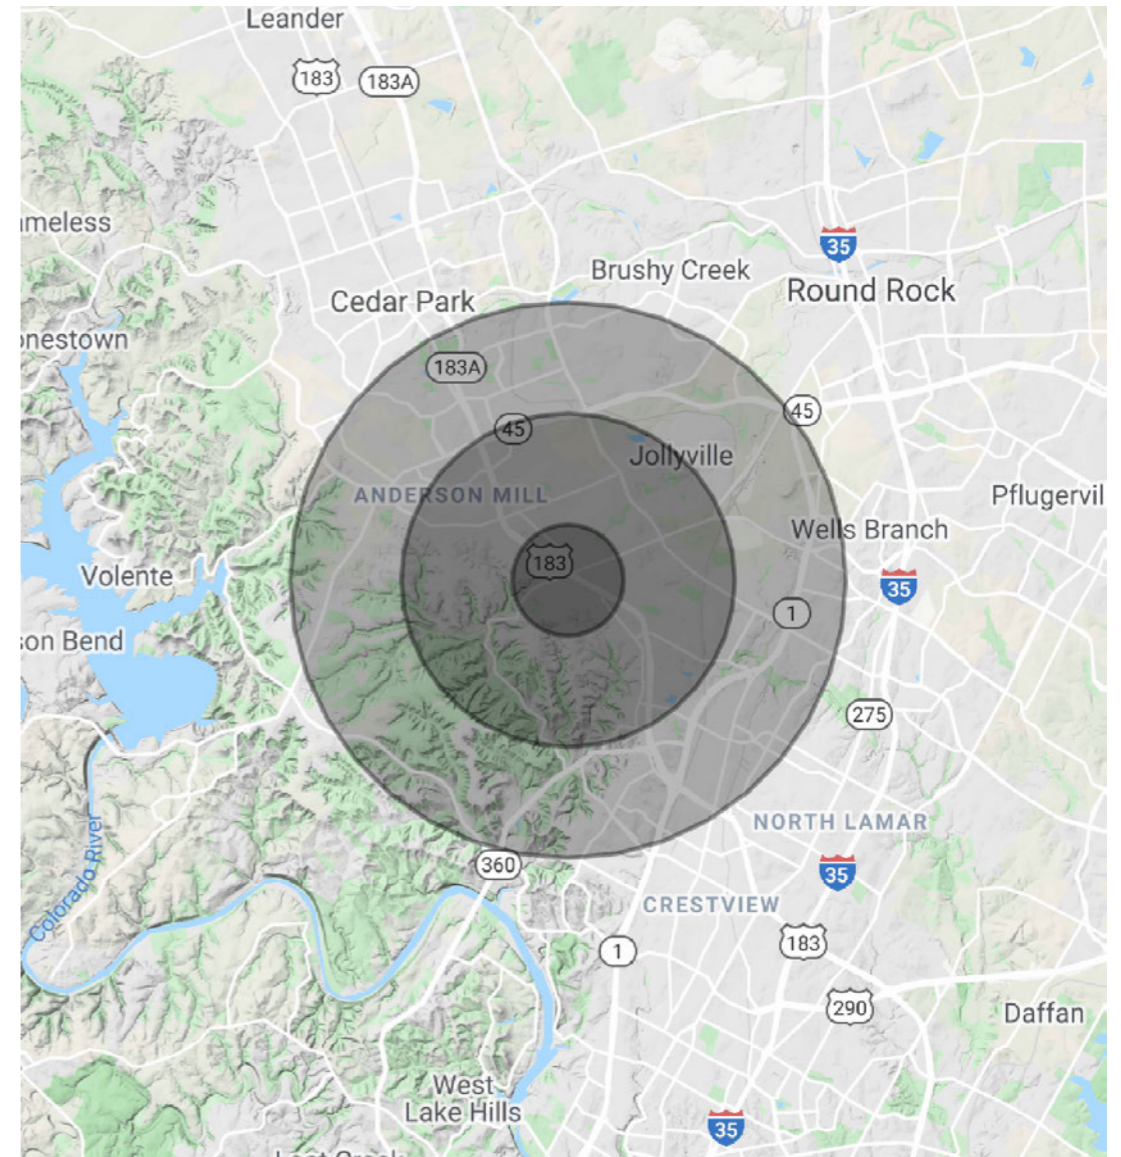 Leander
183
183A
ameless
35
Brushy Creek
Round Rock
Cedar Park
onestown
183A
45
45
Jollyville
ANDERSON MILL
Pflugervil
Wells Branch
183
Volente
35
1
son Bend
275
NORTH LAMAR
360
35
Colorado River
CRESTVIEW
183
1
290
Daffan
West
Lake Hills
35